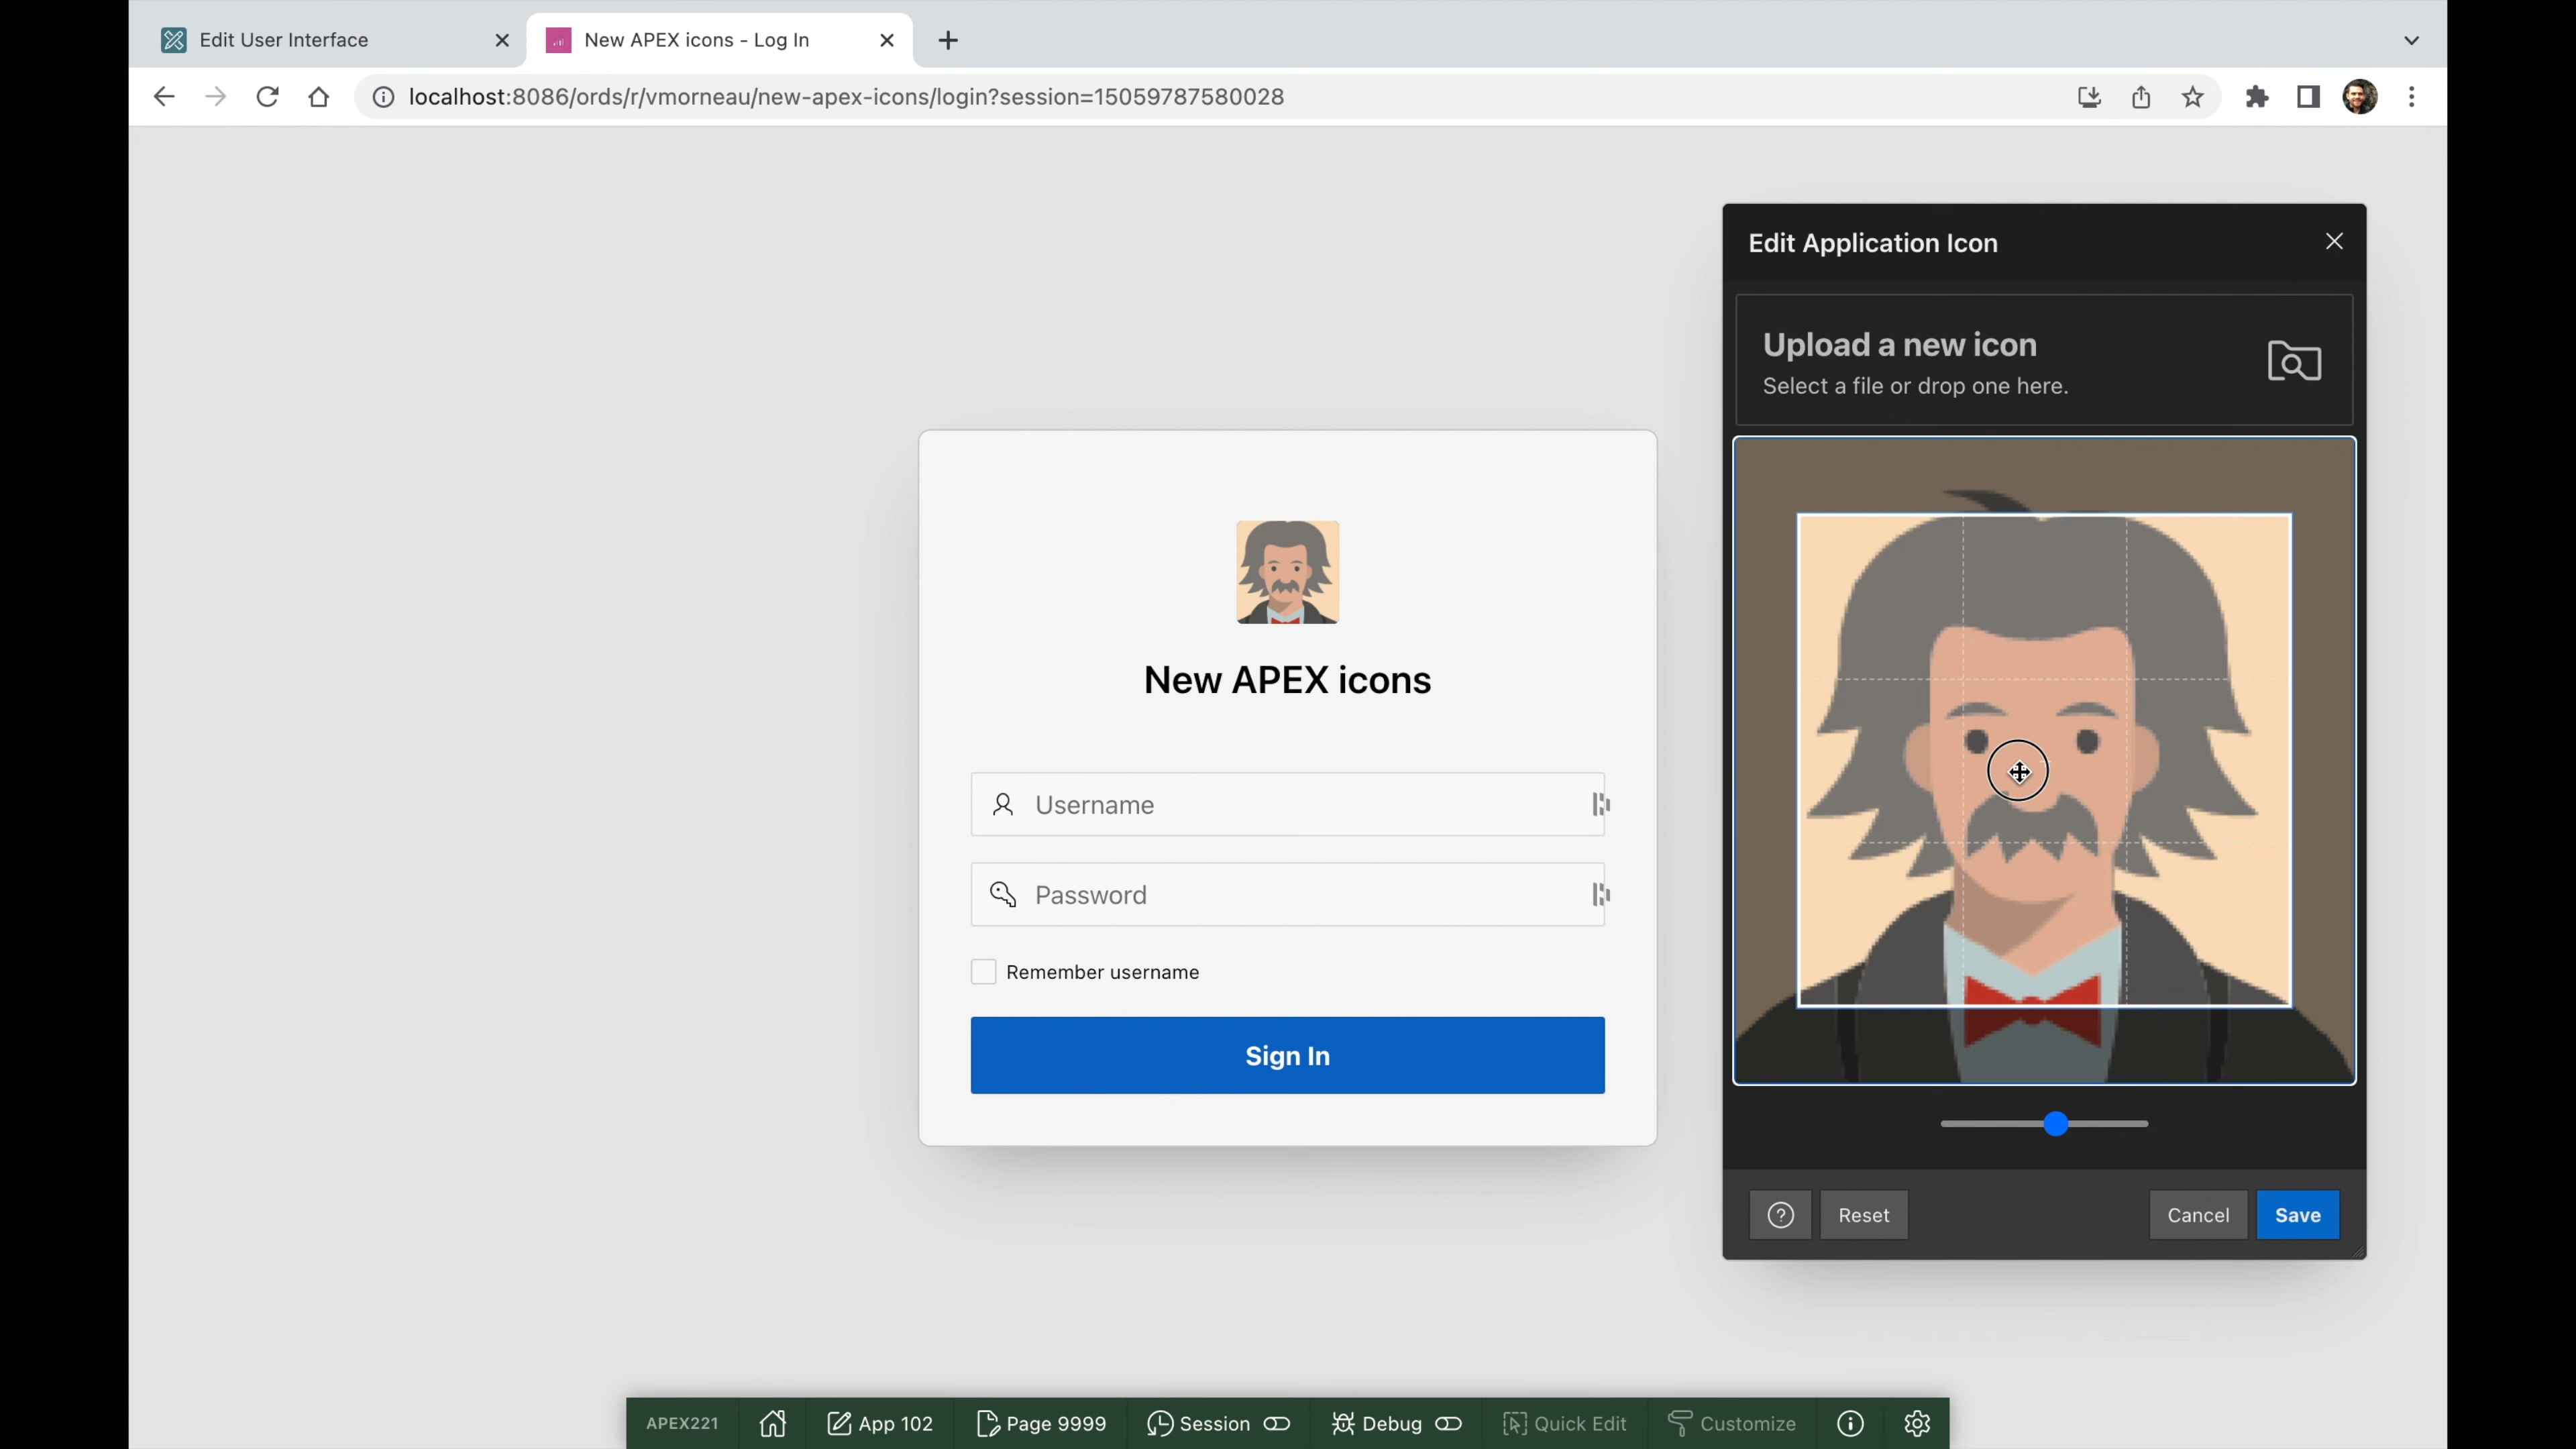 Edit User Interface
New APEX icons - Log In
localhost:8086/ords/r/vmorneau/new-apex-icons/login?session=15059787580028
Edit Application Icon
Upload a new icon
Select a file or drop one here.
New APEX icons
Username
Password
Remember username
Sign In
Reset
Cancel
Save
APEX221
App 102
Page 9999
Session
Debug
Quick Edit
Customize